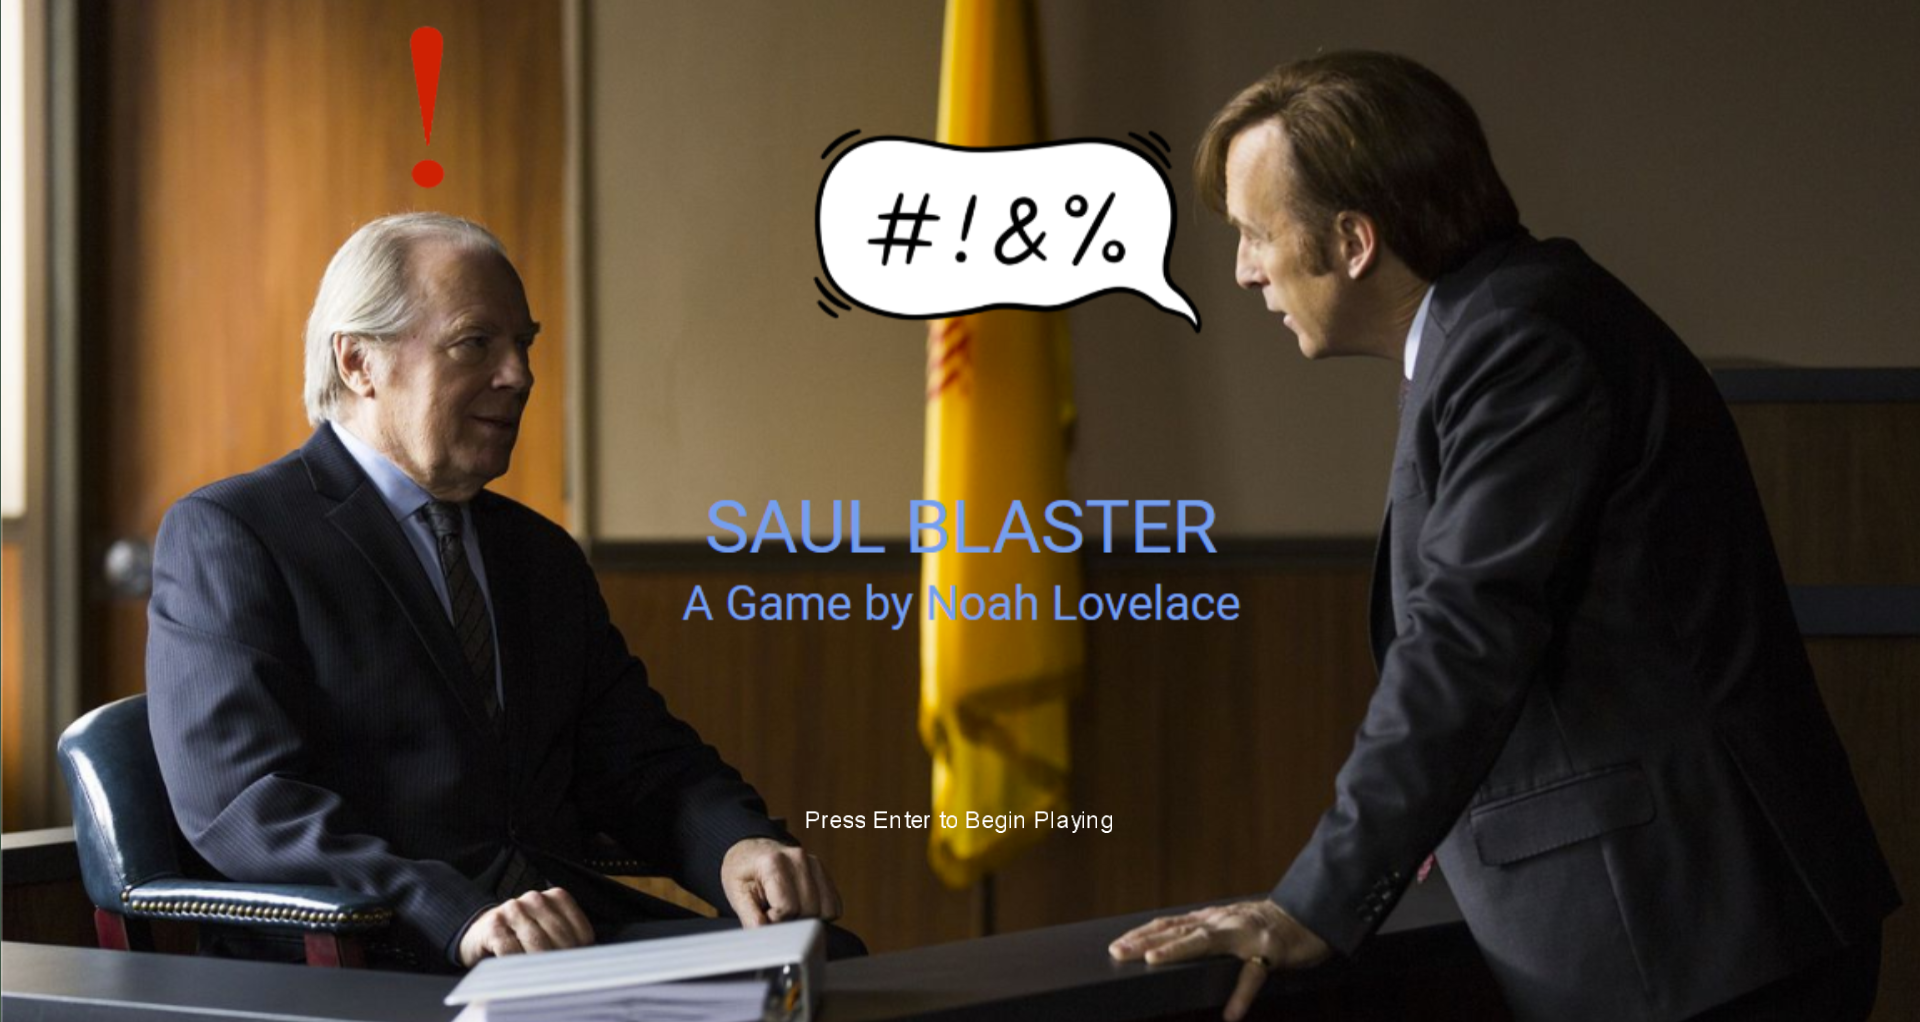 !
#!&%
SAUL BLASTER
A Game by Noah Lovelace
Press Enter to Begin Playing